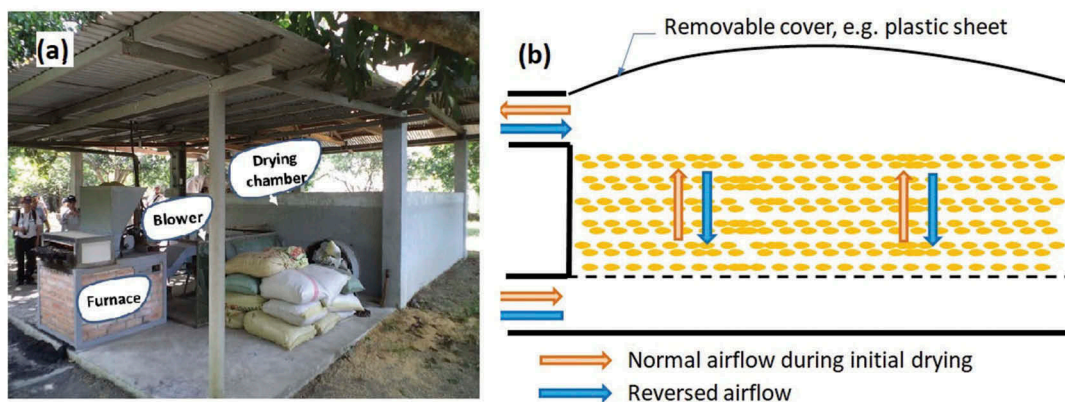 (a)
Drying
chamber
Blower
Furnace
Removable cover, e.g. plastic sheet
(b)
Normal airflow during initial drying
Reversed airflow